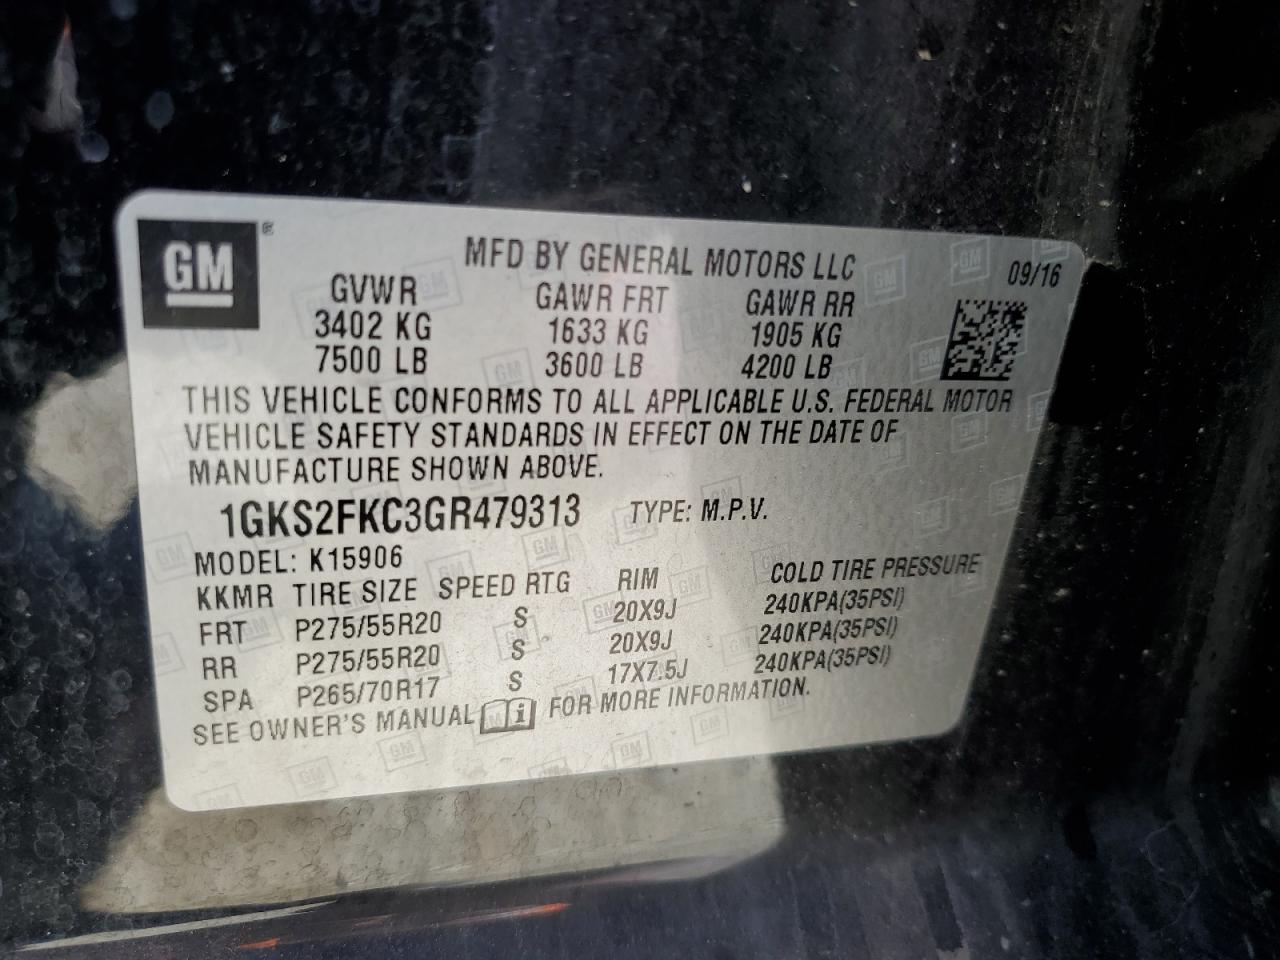 GM ®
MFD BY GENERAL MOTORS LLC 09/16
GVWR GAWR FRT GAWR RR
3402 KG 1633 KG 1905 KG
7500 LB 3600 LB 4200 LB
THIS VEHICLE CONFORMS TO ALL APPLICABLE U.S. FEDERAL MOTOR
VEHICLE SAFETY STANDARDS IN EFFECT ON THE DATE OF
MANUFACTURE SHOWN ABOVE.
1GKS2FKC3GR479313 TYPE: M.P.V.
MODEL: K15906
KKMR TIRE SIZE SPEED RTG RIM COLD TIRE PRESSURE
FRT P275/55R20 S 20X9J 240KPA(35PSI)
RR P275/55R20 S 20X9J 240KPA(35PSI)
SPA P265/70R17 S 17X7.5J 240KPA(35PSI)
SEE OWNER'S MANUAL i FOR MORE INFORMATION.